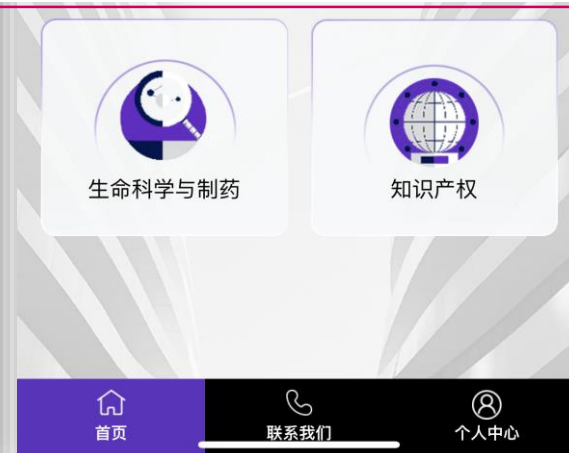 生命科学与制药
知识产权
首页
联系我们
个人中心